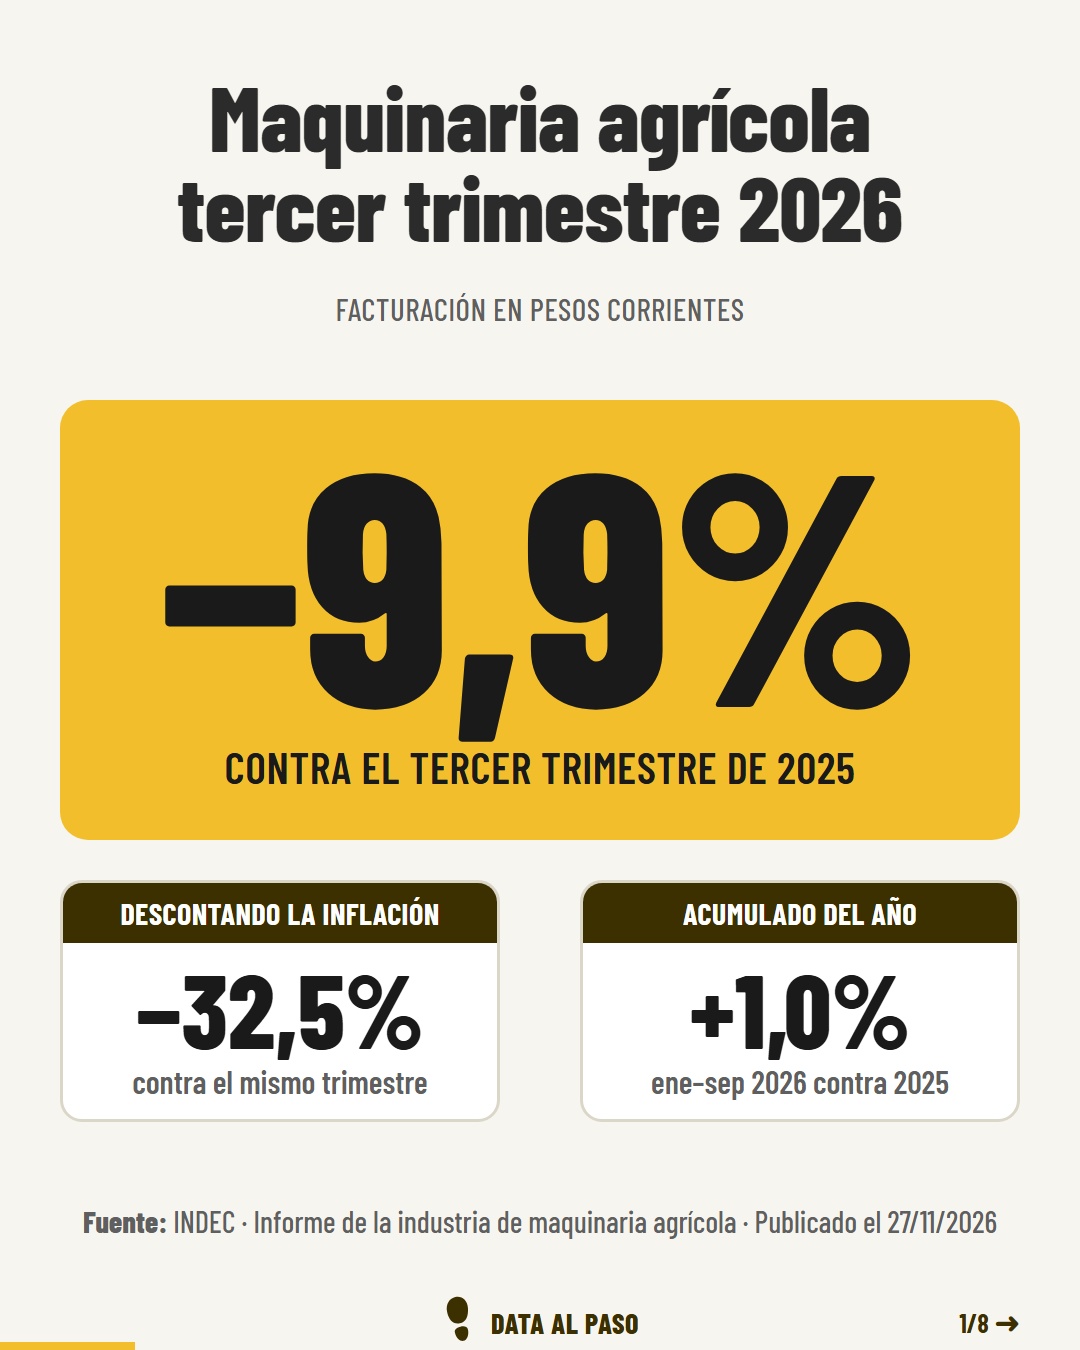 Maquinaria agrícola
tercer trimestre 2026
FACTURACIÓN EN PESOS CORRIENTES
–9,9%
CONTRA EL TERCER TRIMESTRE DE 2025
DESCONTANDO LA INFLACIÓN
–32,5%
contra el mismo trimestre
ACUMULADO DEL AÑO
+1,0%
ene–sep 2026 contra 2025
Fuente: INDEC · Informe de la industria de maquinaria agrícola · Publicado el 27/11/2026
DATA AL PASO
1/8 →